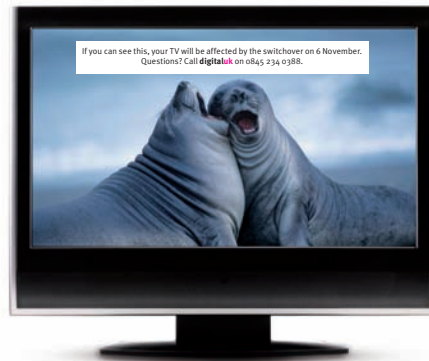 If you can see this, your TV will be affected by the switchover on 6 November.
Questions? Call digitaluk on 0845 234 0388.